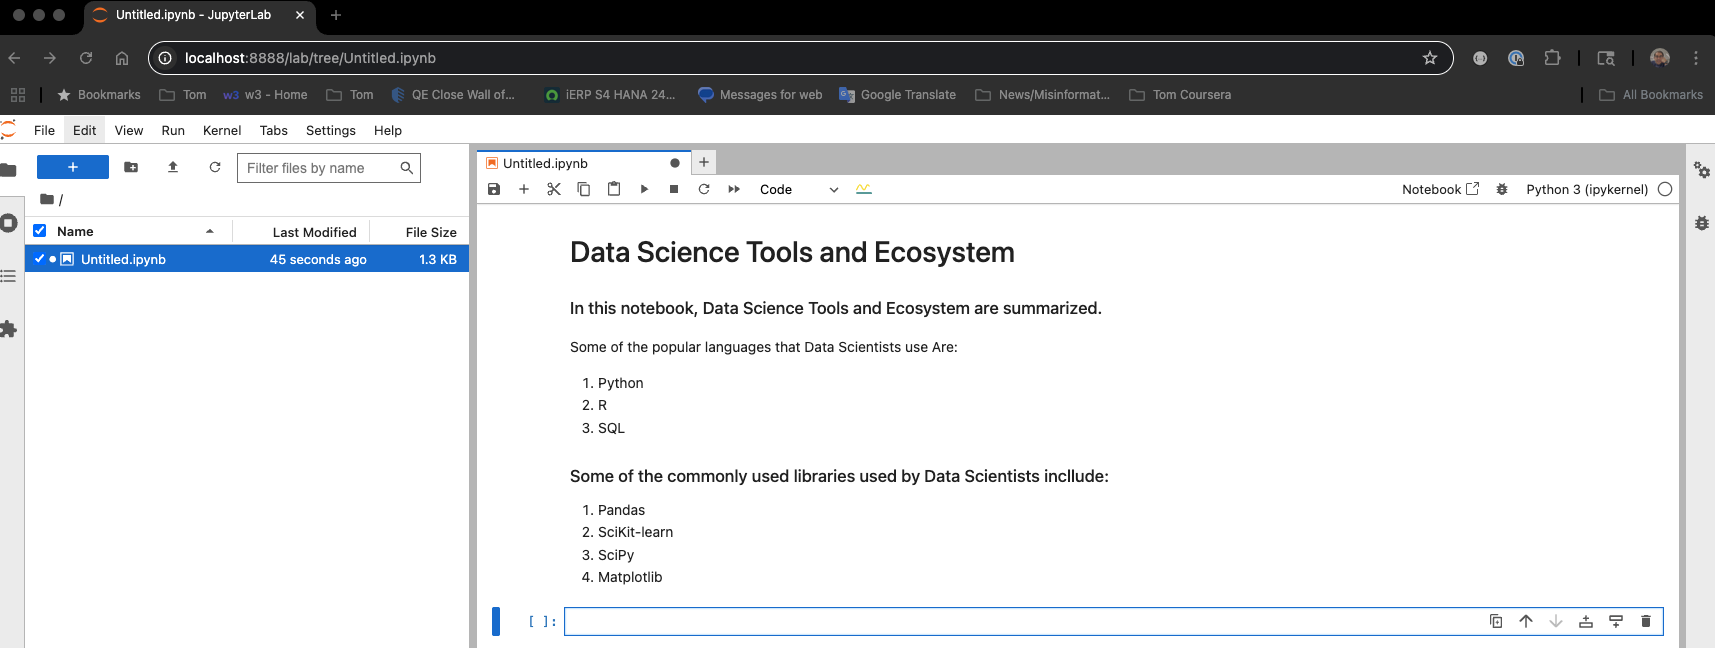 Untitled.ipynb - JupyterLab
localhost:8888/lab/tree/Untitled.ipynb
Bookmarks Tom w3 w3 - Home Tom QE Close Wall of... iERP S4 HANA 24... Messages for web Google Translate News/Misinformat... Tom Coursera All Bookmarks
File Edit View Run Kernel Tabs Settings Help
Filter files by name
/
Name Last Modified File Size
Untitled.ipynb 45 seconds ago 1.3 KB
Untitled.ipynb
Code Notebook Python 3 (ipykernel)
Data Science Tools and Ecosystem
In this notebook, Data Science Tools and Ecosystem are summarized.
Some of the popular languages that Data Scientists use Are:
1. Python
2. R
3. SQL
Some of the commonly used libraries used by Data Scientists incllude:
1. Pandas
2. SciKit-learn
3. SciPy
4. Matplotlib
[ ]: